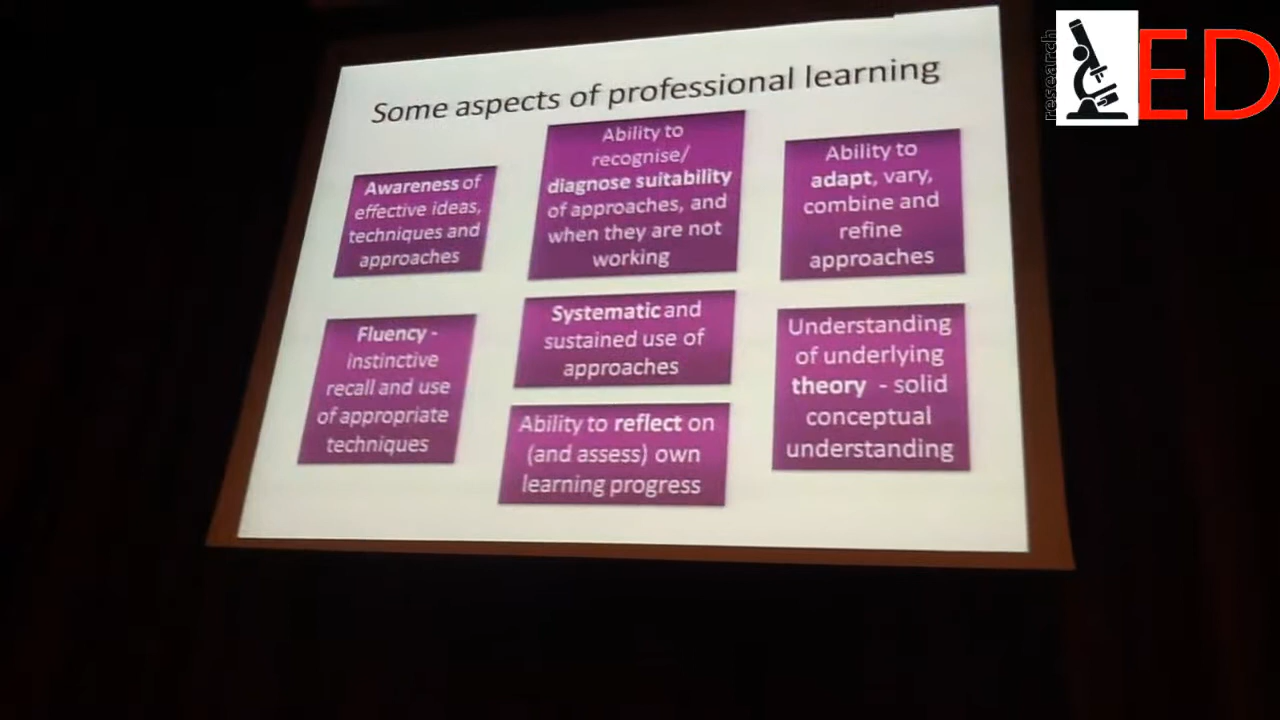 Some aspects of professional learning
Awareness of
effective ideas,
techniques and
approaches
Ability to
recognise/
diagnose suitability
of approaches, and
when they are not
working
Ability to
adapt, vary,
combine and
refine
approaches
Fluency -
instinctive
recall and use
of appropriate
techniques
Systematic and
sustained use of
approaches
Ability to reflect on
(and assess) own
learning progress
Understanding
of underlying
theory - solid
conceptual
understanding
research
ED